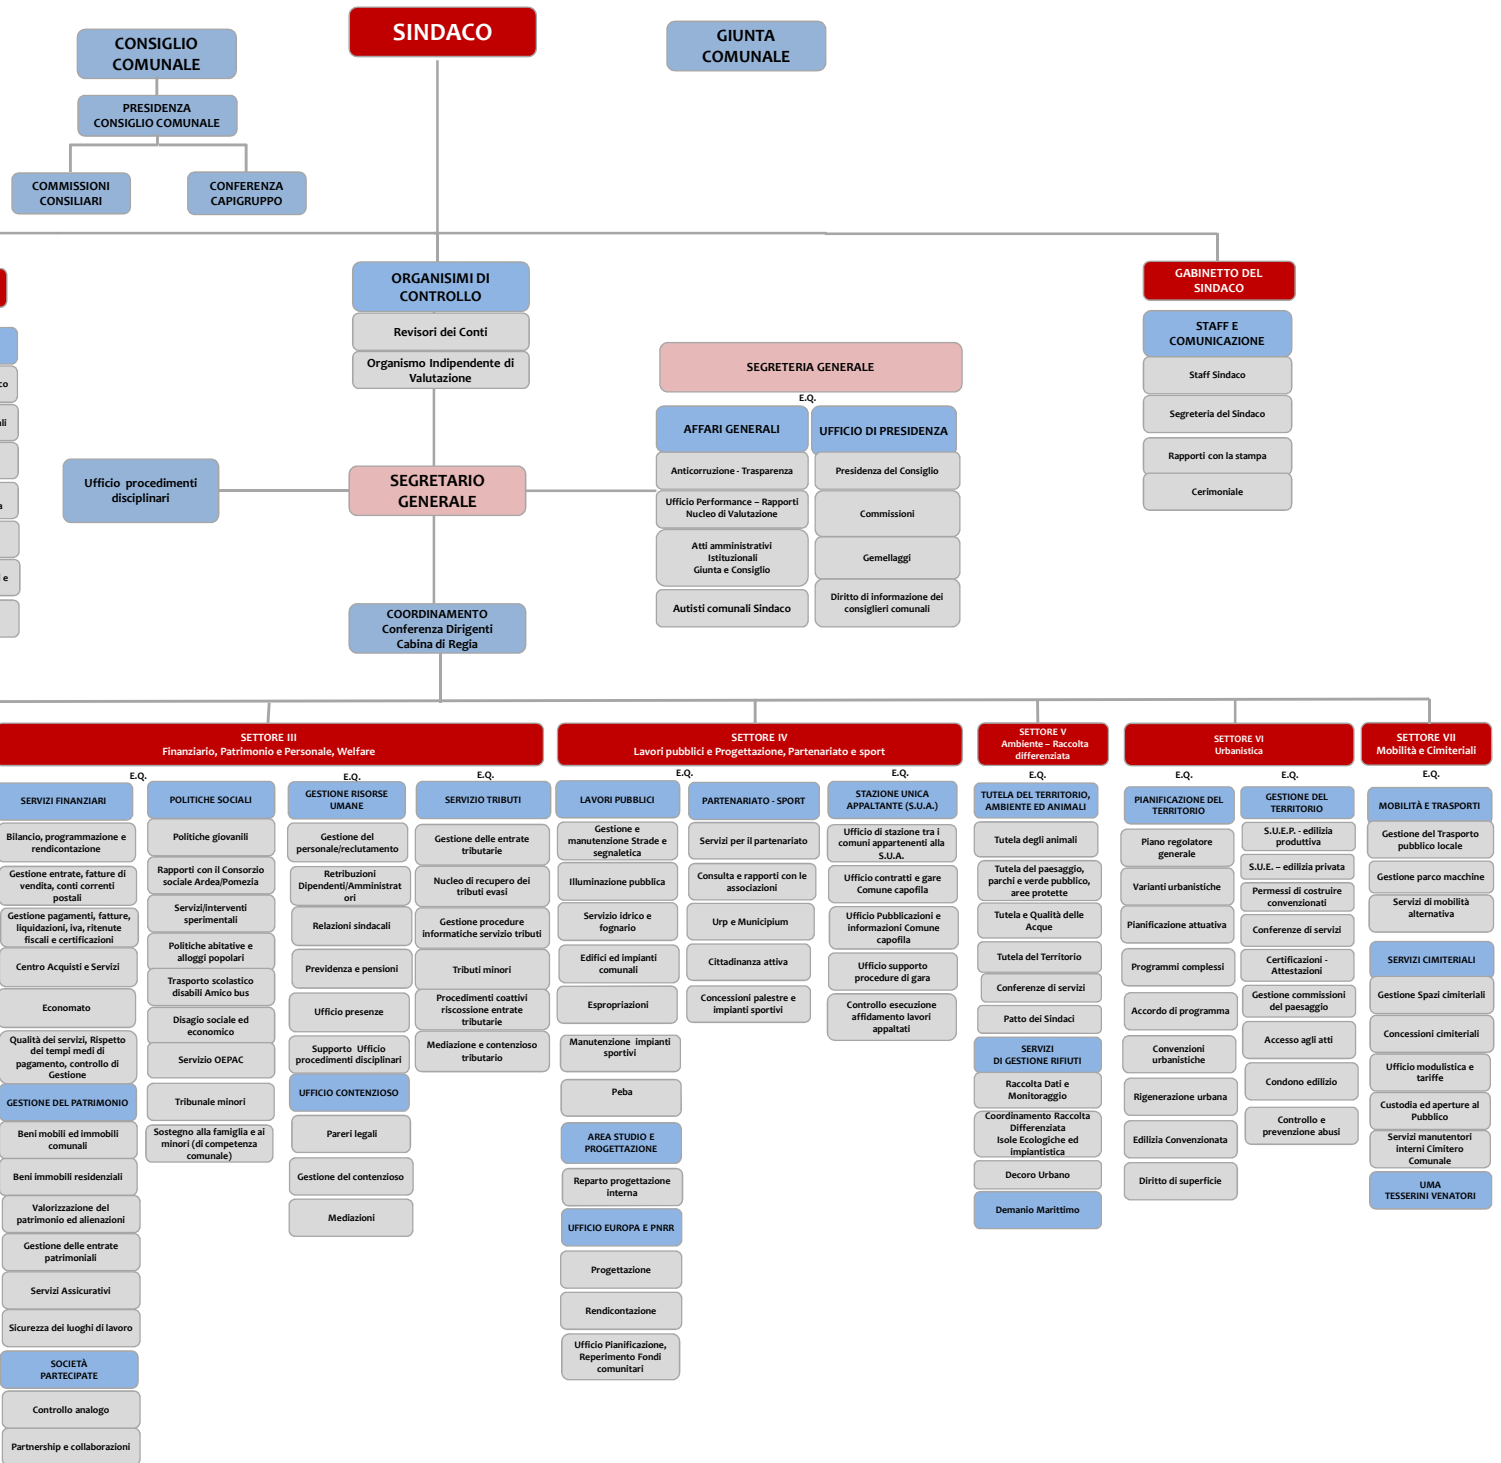 CONSIGLIO
COMUNALE
SINDACO
GIUNTA
COMUNALE
PRESIDENZA
CONSIGLIO COMUNALE
COMMISSIONI
CONSILIARI
CONFERENZA
CAPIGRUPPO
ORGANISIMI DI
CONTROLLO
Revisori dei Conti
Organismo Indipendente di
Valutazione
GABINETTO DEL
SINDACO
STAFF E
COMUNICAZIONE
Staff Sindaco
Segreteria del Sindaco
Rapporti con la stampa
Cerimoniale
SEGRETERIA GENERALE
E.Q.
AFFARI GENERALI
Anticorruzione - Trasparenza
Ufficio Performance – Rapporti
Nucleo di Valutazione
Atti amministrativi
Istituzionali
Giunta e Consiglio
Autisti comunali Sindaco
UFFICIO DI PRESIDENZA
Presidenza del Consiglio
Commissioni
Gemellaggi
Diritto di informazione dei
consiglieri comunali
Ufficio procedimenti
disciplinari
SEGRETARIO
GENERALE
COORDINAMENTO
Conferenza Dirigenti
Cabina di Regia
SETTORE III
Finanziario, Patrimonio e Personale, Welfare
E.Q.
SERVIZI FINANZIARI
Bilancio, programmazione e
rendicontazione
Gestione entrate, fatture di
vendita, conti correnti
postali
Gestione pagamenti, fatture,
liquidazioni, iva, ritenute
fiscali e certificazioni
Centro Acquisti e Servizi
Economato
Qualità dei servizi, Rispetto
dei tempi medi di
pagamento, controllo di
Gestione
GESTIONE DEL PATRIMONIO
Beni mobili ed immobili
comunali
Beni immobili residenziali
Valorizzazione del
patrimonio ed alienazioni
Gestione delle entrate
patrimoniali
Servizi Assicurativi
Sicurezza dei luoghi di lavoro
SOCIETÀ
PARTECIPATE
Controllo analogo
Partnership e collaborazioni
POLITICHE SOCIALI
Politiche giovanili
Rapporti con il Consorzio
sociale Ardea/Pomezia
Servizi/interventi
sperimentali
Politiche abitative e
alloggi popolari
Trasporto scolastico
disabili Amico bus
Disagio sociale ed
economico
Servizio OEPAC
Tribunale minori
Sostegno alla famiglia e ai
minori (di competenza
comunale)
E.Q.
GESTIONE RISORSE
UMANE
Gestione del
personale/reclutamento
Retribuzioni
Dipendenti/Amministrat
ori
Relazioni sindacali
Previdenza e pensioni
Ufficio presenze
Supporto Ufficio
procedimenti disciplinari
UFFICIO CONTENZIOSO
Pareri legali
Gestione del contenzioso
Mediazioni
E.Q.
SERVIZIO TRIBUTI
Gestione delle entrate
tributarie
Nucleo di recupero dei
tributi evasi
Gestione procedure
informatiche servizio tributi
Tributi minori
Procedimenti coattivi
riscossione entrate
tributarie
Mediazione e contenzioso
tributario
SETTORE IV
Lavori pubblici e Progettazione, Partenariato e sport
E.Q.
LAVORI PUBBLICI
Gestione e
manutenzione Strade e
segnaletica
Illuminazione pubblica
Servizio idrico e
fognario
Edifici ed impianti
comunali
Espropriazioni
Manutenzione impianti
sportivi
Peba
AREA STUDIO E
PROGETTAZIONE
Reparto progettazione
interna
UFFICIO EUROPA E PNRR
Progettazione
Rendicontazione
Ufficio Pianificazione,
Reperimento Fondi
comunitari
PARTENARIATO - SPORT
Servizi per il partenariato
Consulta e rapporti con le
associazioni
Urp e Municipium
Cittadinanza attiva
Concessioni palestre e
impianti sportivi
E.Q.
STAZIONE UNICA
APPALTANTE (S.U.A.)
Ufficio di stazione tra i
comuni appartenenti alla
S.U.A.
Ufficio contratti e gare
Comune capofila
Ufficio Pubblicazioni e
informazioni Comune
capofila
Ufficio supporto
procedure di gara
Controllo esecuzione
affidamento lavori
appaltati
SETTORE V
Ambiente – Raccolta
differenziata
E.Q.
TUTELA DEL TERRITORIO,
AMBIENTE ED ANIMALI
Tutela degli animali
Tutela del paesaggio,
parchi e verde pubblico,
aree protette
Tutela e Qualità delle
Acque
Tutela del Territorio
Conferenze di servizi
Patto dei Sindaci
SERVIZI
DI GESTIONE RIFIUTI
Raccolta Dati e
Monitoraggio
Coordinamento Raccolta
Differenziata
Isole Ecologiche ed
impiantistica
Decoro Urbano
Demanio Marittimo
SETTORE VI
Urbanistica
E.Q.
PIANIFICAZIONE DEL
TERRITORIO
Piano regolatore
generale
Varianti urbanistiche
Pianificazione attuativa
Programmi complessi
Accordo di programma
Convenzioni
urbanistiche
Rigenerazione urbana
Edilizia Convenzionata
Diritto di superficie
E.Q.
GESTIONE DEL
TERRITORIO
S.U.E.P. - edilizia
produttiva
S.U.E. – edilizia privata
Permessi di costruire
convenzionati
Conferenze di servizi
Certificazioni -
Attestazioni
Gestione commissioni
del paesaggio
Accesso agli atti
Condono edilizio
Controllo e
prevenzione abusi
SETTORE VII
Mobilità e Cimiteriali
E.Q.
MOBILITÀ E TRASPORTI
Gestione del Trasporto
pubblico locale
Gestione parco macchine
Servizi di mobilità
alternativa
SERVIZI CIMITERIALI
Gestione Spazi cimiteriali
Concessioni cimiteriali
Ufficio modulistica e
tariffe
Custodia ed aperture al
Pubblico
Servizi manutentori
interni Cimitero
Comunale
UMA
TESSERINI VENATORI